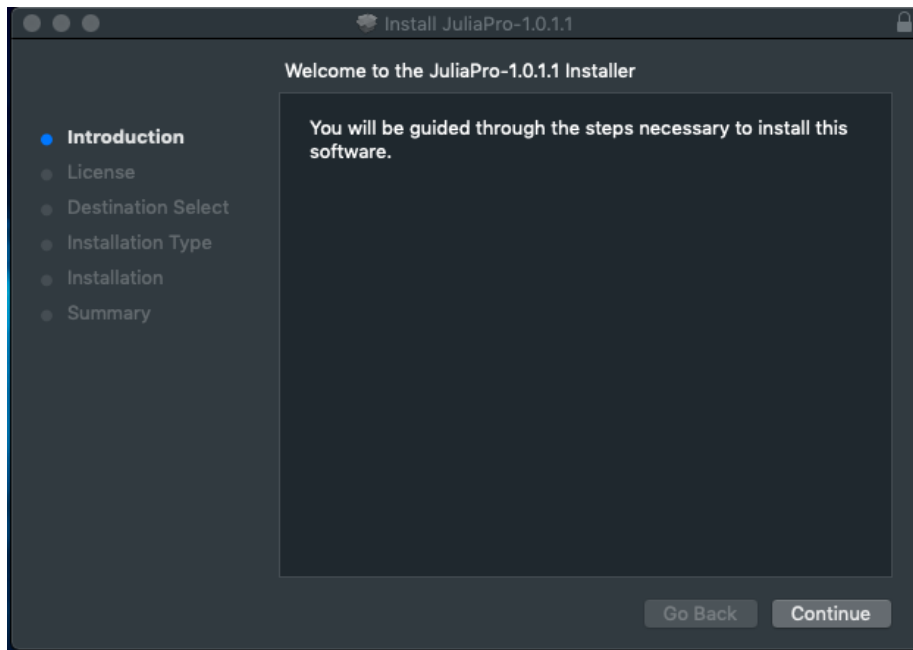 Install JuliaPro-1.0.1.1
Welcome to the JuliaPro-1.0.1.1 Installer
Introduction
License
Destination Select
Installation Type
Installation
Summary
You will be guided through the steps necessary to install this
software.
Go Back
Continue